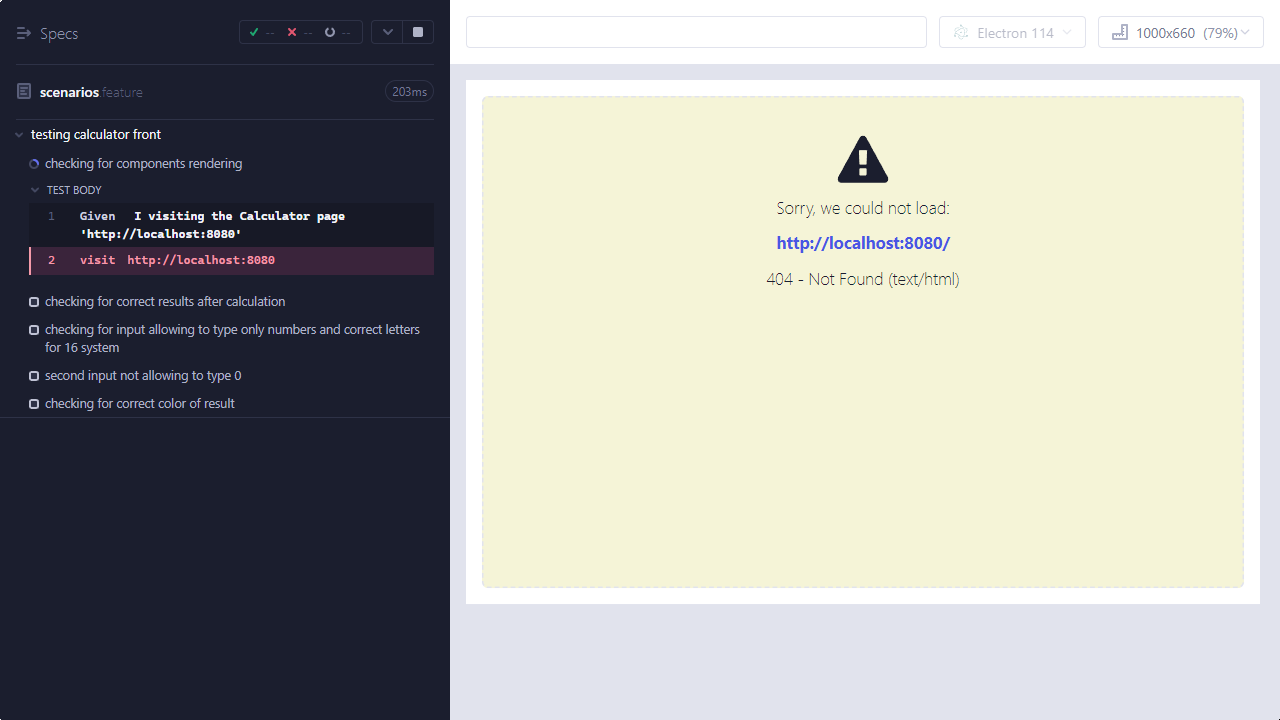 Specs
-- -- --
Electron 114
1000x660 (79%)
scenarios.feature
203ms
testing calculator front
checking for components rendering
TEST BODY
1 Given I visiting the Calculator page
'http://localhost:8080'
2 visit http://localhost:8080
checking for correct results after calculation
checking for input allowing to type only numbers and correct letters
for 16 system
second input not allowing to type 0
checking for correct color of result
Sorry, we could not load:
http://localhost:8080/
404 - Not Found (text/html)